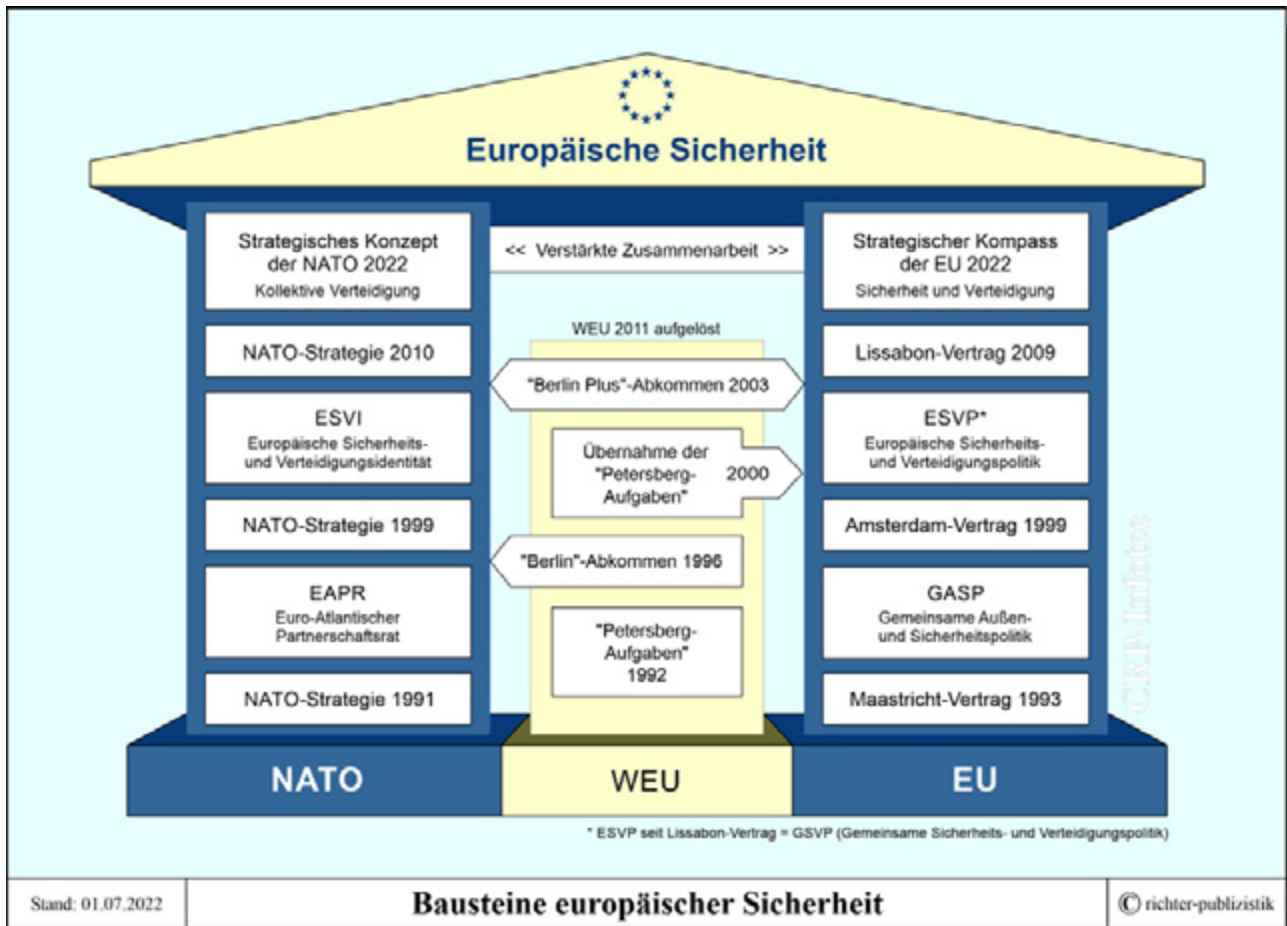 Europäische Sicherheit
Strategisches Konzept
der NATO 2022
Kollektive Verteidigung
NATO-Strategie 2010
ESVI
Europäische Sicherheits-
und Verteidigungsidentität
NATO-Strategie 1999
EAPR
Euro-Atlantischer
Partnerschaftsrat
NATO-Strategie 1991
<< Verstärkte Zusammenarbeit >>
WEU 2011 aufgelöst
"Berlin Plus"-Abkommen 2003
Übernahme der
"Petersberg-
Aufgaben"
2000
"Berlin"-Abkommen 1996
"Petersberg-
Aufgaben"
1992
Strategischer Kompass
der EU 2022
Sicherheit und Verteidigung
Lissabon-Vertrag 2009
ESVP*
Europäische Sicherheits-
und Verteidigungspolitik
Amsterdam-Vertrag 1999
GASP
Gemeinsame Außen-
und Sicherheitspolitik
Maastricht-Vertrag 1993
CRP-Infotec
NATO
WEU
EU
* ESVP seit Lissabon-Vertrag = GSVP (Gemeinsame Sicherheits- und Verteidigungspolitik)
Stand: 01.07.2022
Bausteine europäischer Sicherheit
© richter-publizistik